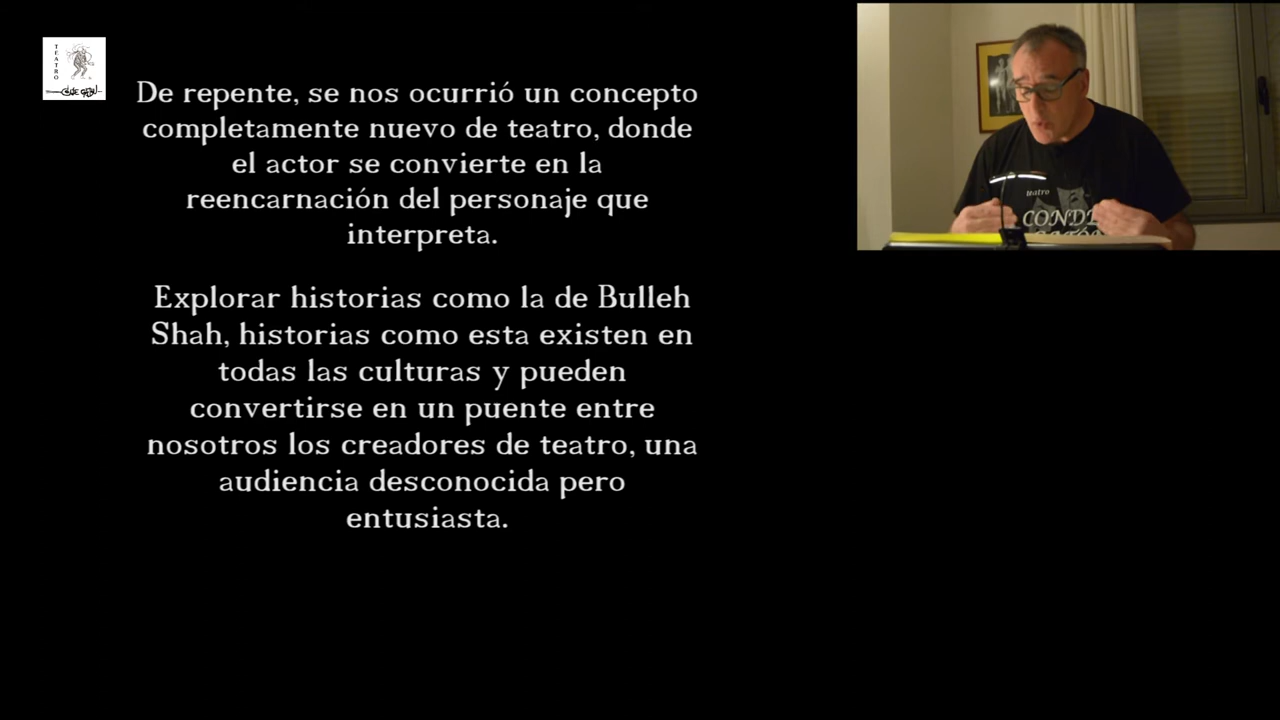 TEATRO
De repente, se nos ocurrió un concepto
completamente nuevo de teatro, donde
el actor se convierte en la
reencarnación del personaje que
interpreta.
Explorar historias como la de Bulleh
Shah, historias como esta existen en
todas las culturas y pueden
convertirse en un puente entre
nosotros los creadores de teatro, una
audiencia desconocida pero
entusiasta.
teatro